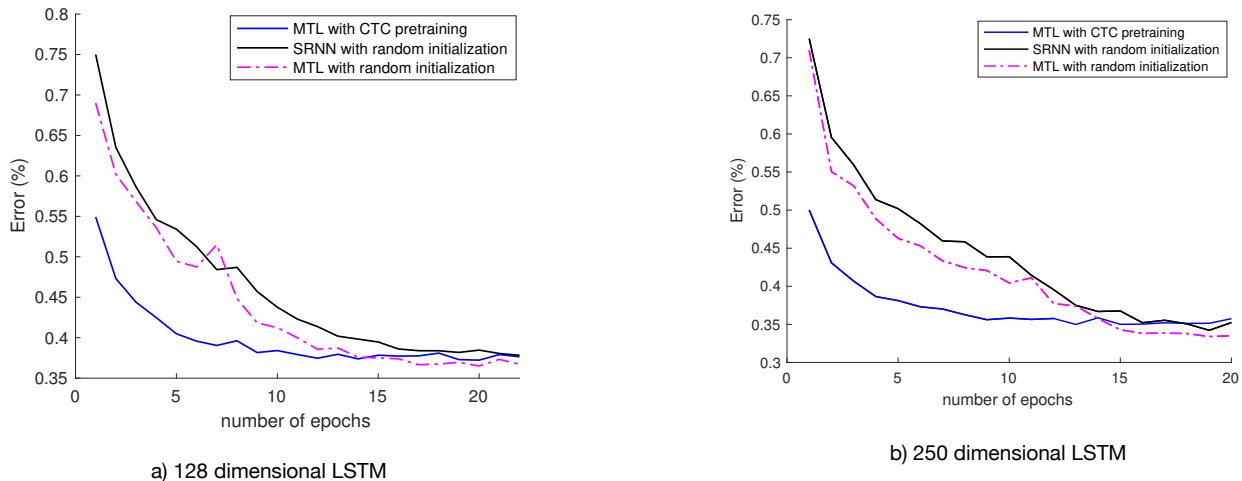 MTL with CTC pretraining
SRNN with random initialization
MTL with random initialization
0.8
0.75
0.7
0.65
0.6
0.55
0.5
0.45
0.4
0.35
Error (%)
0
5
10
15
20
number of epochs
a) 128 dimensional LSTM
MTL with CTC pretraining
SRNN with random initialization
MTL with random initialization
0.75
0.7
0.65
0.6
0.55
0.5
0.45
0.4
0.35
0.3
Error (%)
0
5
10
15
20
number of epochs
b) 250 dimensional LSTM